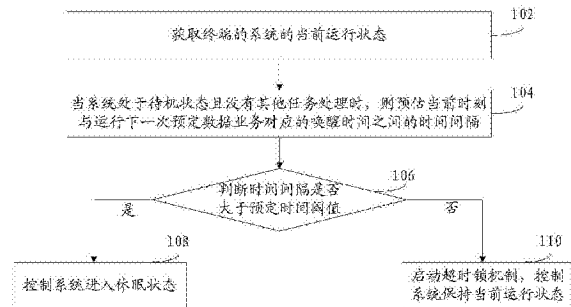 102
获取终端的系统的当前运行状态
104
当系统处于待机状态且没有其他任务处理时，则预估当前时刻
与运行下一次预定数据业务对应的唤醒时间之间的时间间隔
106
判断时间间隔是否
大于预定时间阈值
是
否
108
控制系统进入休眠状态
110
启动超时锁机制，控制
系统保持当前运行状态